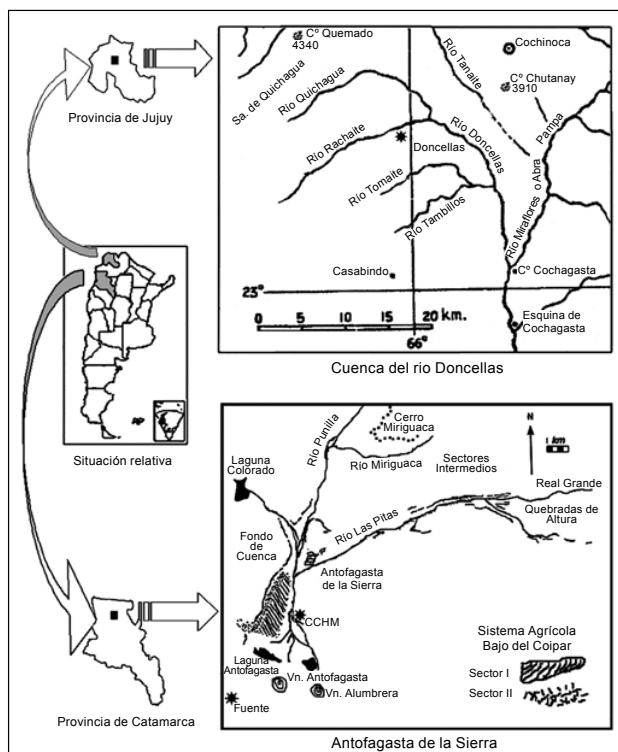 Provincia de Jujuy
Situación relativa
Provincia de Catamarca
Cº Quemado
4340
Cochinoca
Cº Chutanay
3910
Sa. de Quichagua
Río Quichagua
Río Tanaite
Río Rachaite
Doncellas
Río Doncellas
Pampa
Río Miraflores o Abra
Río Tomaite
Río Tambillos
Casabindo
Cº Cochagasta
23º
0 5 10 15 20 km.
66º
Esquina de
Cochagasta
Cuenca del rio Doncellas
Cerro
Miriguaca
Río Punilla
N
1 km
Laguna
Colorado
Río Miriguaca
Sectores
Intermedios
Real Grande
Quebradas de
Altura
Río Las Pitas
Fondo
de
Cuenca
Antofagasta
de la Sierra
CCHM
Laguna
Antofagasta
Vn. Antofagasta
Vn. Alumbrera
Fuente
Sistema Agrícola
Bajo del Coipar
Sector I
Sector II
Antofagasta de la Sierra